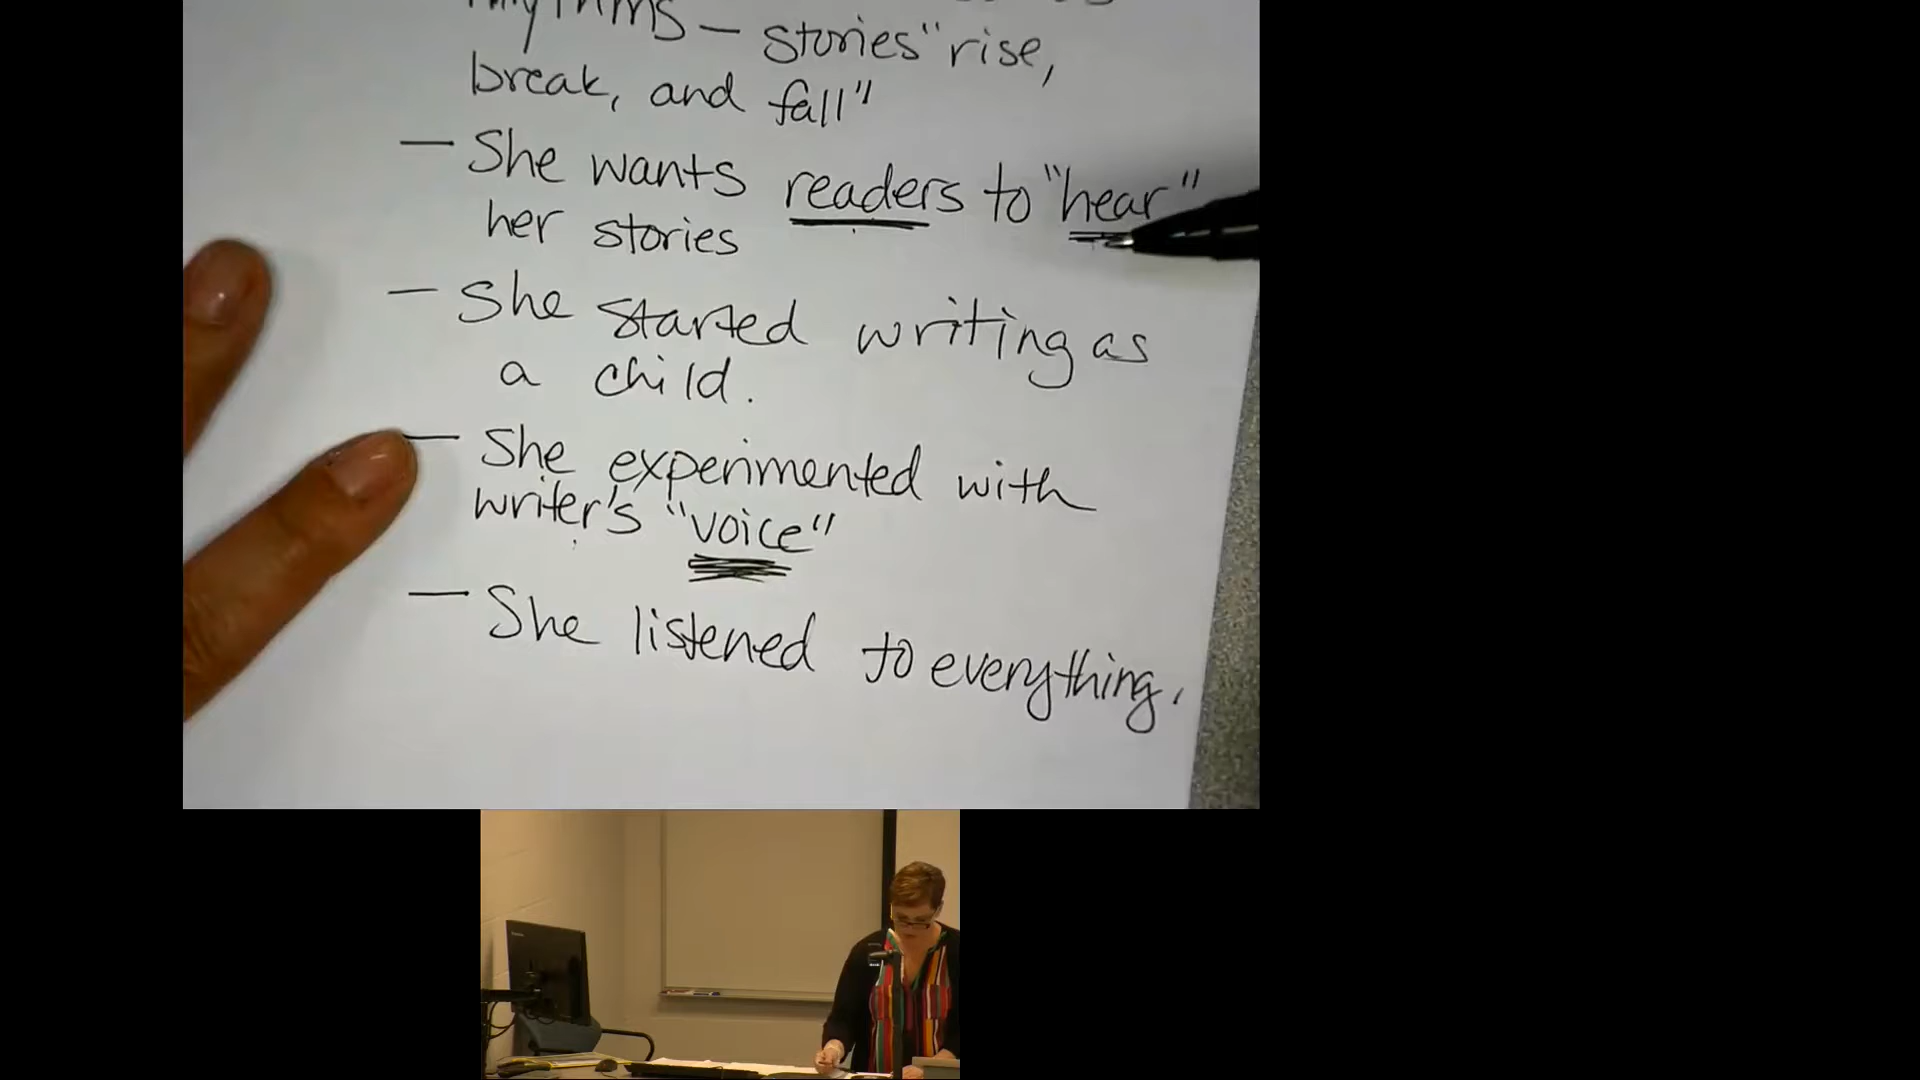 rhythms – stories "rise,
break, and fall"
– She wants readers to "hear"
her stories
– She started writing as
a child.
– She experimented with
writer's "voice"
– She listened to everything.